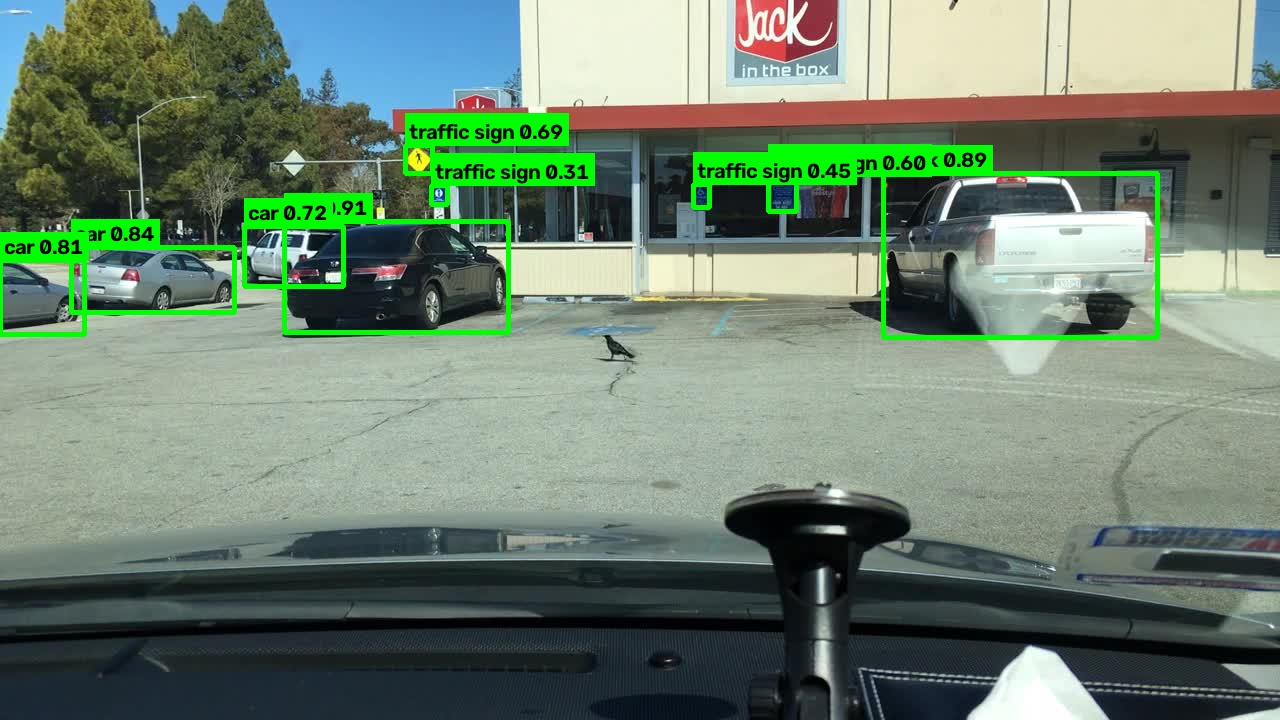 Jack
in the box
traffic sign 0.69
traffic sign 0.31
traffic sign 0.45
gn 0.60
0.89
car 0.72
.91
car 0.84
car 0.81